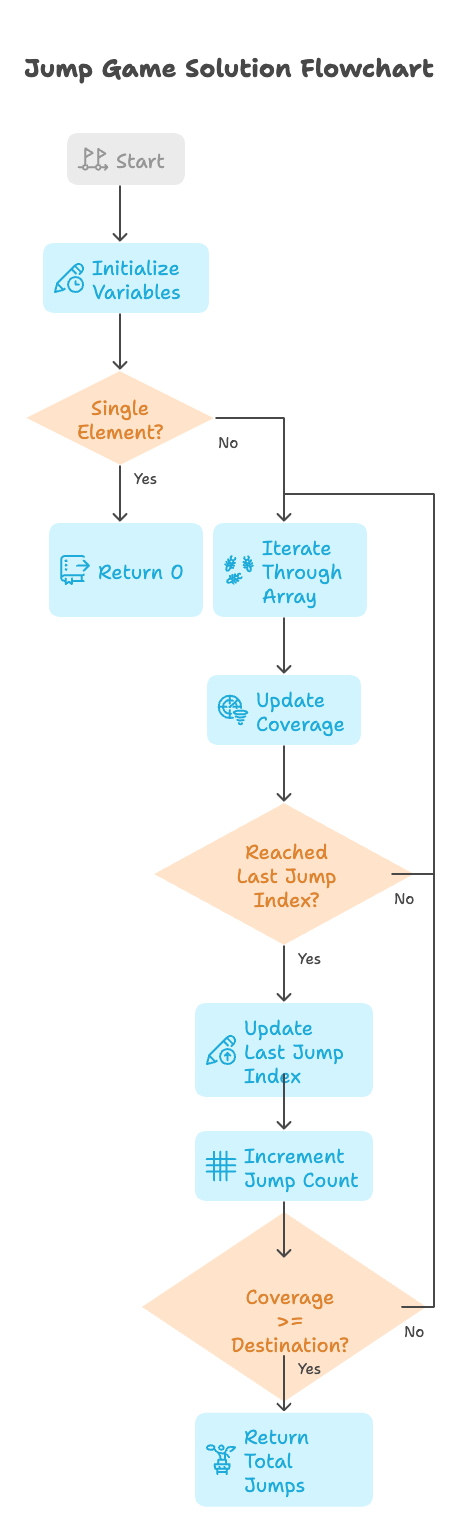 Jump Game Solution Flowchart
Start
Initialize
Variables
Single
Element?
No
Yes
Return 0
Iterate
Through
Array
Update
Coverage
Reached
Last Jump
Index?
No
Yes
Update
Last Jump
Index
Increment
Jump Count
Coverage
>=
Destination?
No
Yes
Return
Total
Jumps